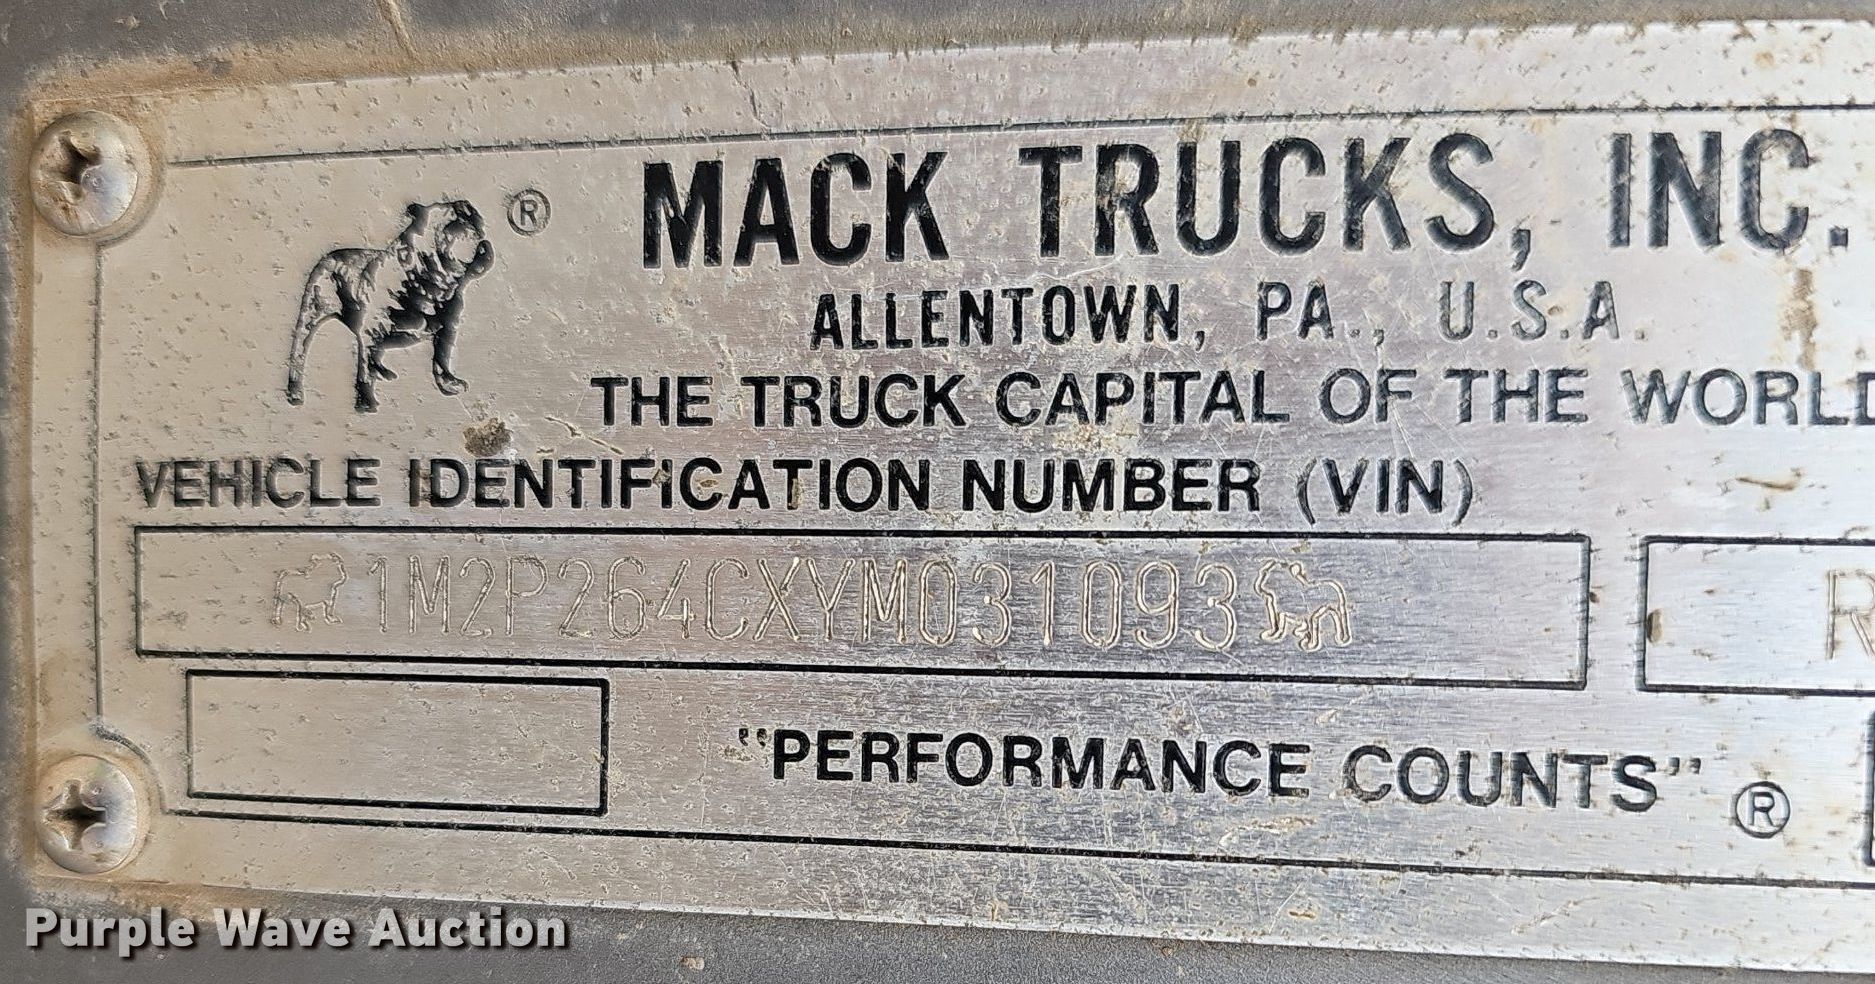 MACK TRUCKS, INC.
®
ALLENTOWN, PA., U.S.A.
THE TRUCK CAPITAL OF THE WORLD
VEHICLE IDENTIFICATION NUMBER (VIN)
1M2P264CXYM031093
R
"PERFORMANCE COUNTS" ®
Purple Wave Auction